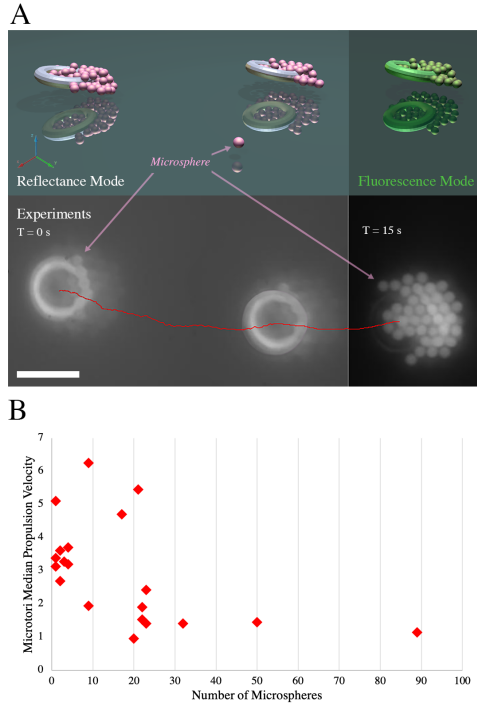 A
Microsphere
Reflectance Mode
Fluorescence Mode
Experiments
T = 0 s
T = 15 s
B
Microtori Median Propulsion Velocity
7
6
5
4
3
2
1
0
0 10 20 30 40 50 60 70 80 90 100
Number of Microspheres